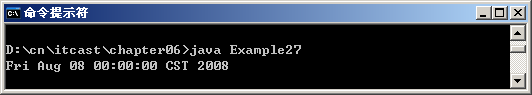 命令提示符
D:\cn\itcast\chapter06>java Example27
Fri Aug 08 00:00:00 CST 2008